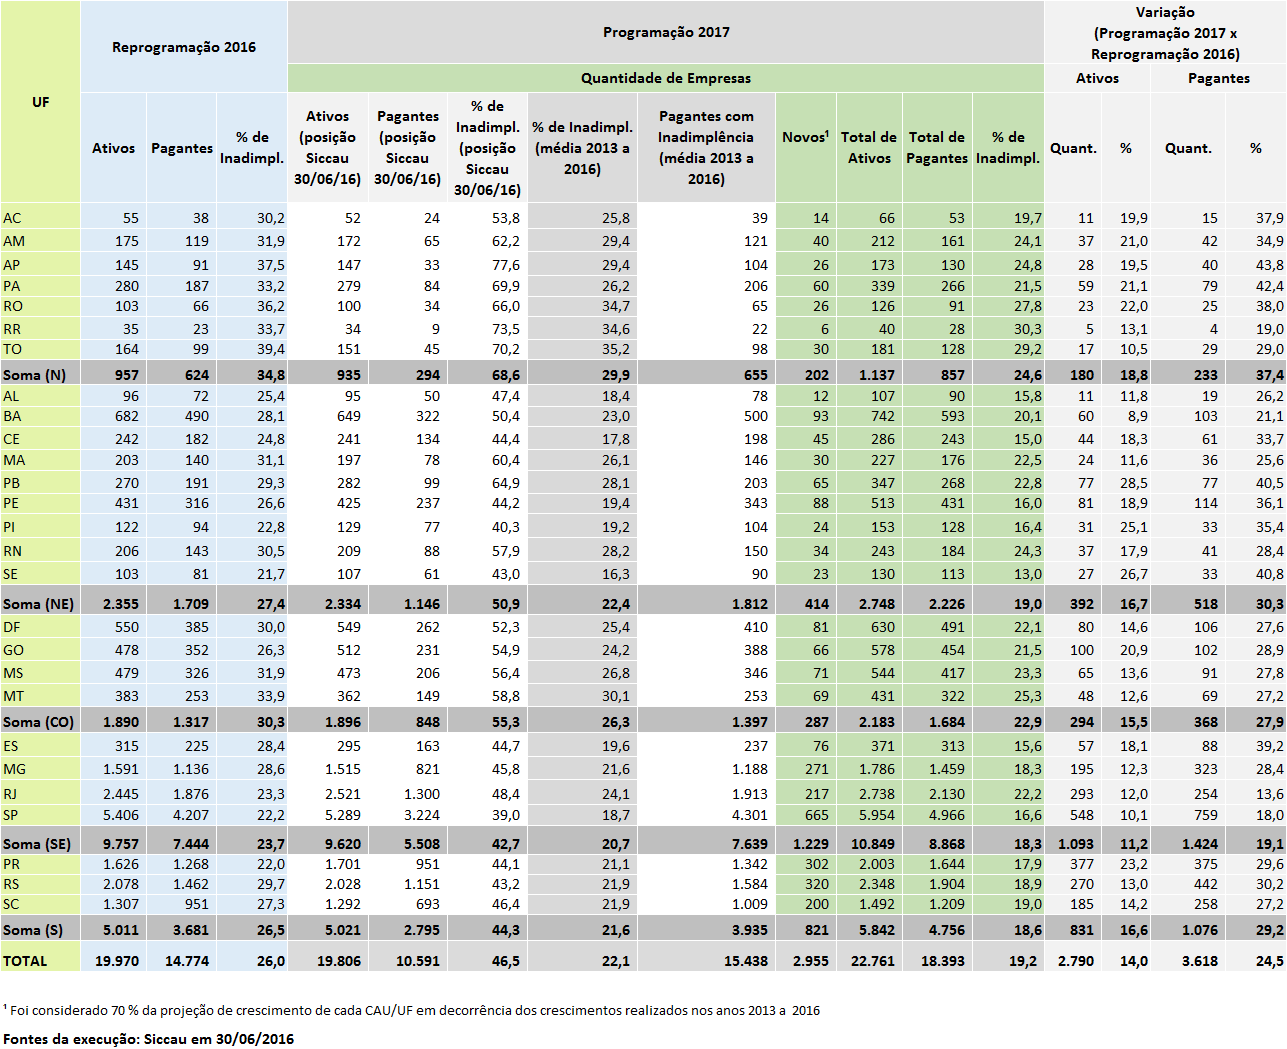 UF Reprogramação 2016 Programação 2017 Variação (Programação 2017 x Reprogramação 2016)
Quantidade de Empresas Ativos Pagantes
Ativos Pagantes % de Inadimpl. Ativos (posição Siccau 30/06/16) Pagantes (posição Siccau 30/06/16) % de Inadimpl. (posição Siccau 30/06/16) % de Inadimpl. (média 2013 a 2016) Pagantes com Inadimplência (média 2013 a 2016) Novos¹ Total de Ativos Total de Pagantes % de Inadimpl. Quant. % Quant. %
AC 55 38 30,2 52 24 53,8 25,8 39 14 66 53 19,7 11 19,9 15 37,9
AM 175 119 31,9 172 65 62,2 29,4 121 40 212 161 24,1 37 21,0 42 34,9
AP 145 91 37,5 147 33 77,6 29,4 104 26 173 130 24,8 28 19,5 40 43,8
PA 280 187 33,2 279 84 69,9 26,2 206 60 339 266 21,5 59 21,1 79 42,4
RO 103 66 36,2 100 34 66,0 34,7 65 26 126 91 27,8 23 22,0 25 38,0
RR 35 23 33,7 34 9 73,5 34,6 22 6 40 28 30,3 5 13,1 4 19,0
TO 164 99 39,4 151 45 70,2 35,2 98 30 181 128 29,2 17 10,5 29 29,0
Soma (N) 957 624 34,8 935 294 68,6 29,9 655 202 1.137 857 24,6 180 18,8 233 37,4
AL 96 72 25,4 95 50 47,4 18,4 78 12 107 90 15,8 11 11,8 19 26,2
BA 682 490 28,1 649 322 50,4 23,0 500 93 742 593 20,1 60 8,9 103 21,1
CE 242 182 24,8 241 134 44,4 17,8 198 45 286 243 15,0 44 18,3 61 33,7
MA 203 140 31,1 197 78 60,4 26,1 146 30 227 176 22,5 24 11,6 36 25,6
PB 270 191 29,3 282 99 64,9 28,1 203 65 347 268 22,8 77 28,5 77 40,5
PE 431 316 26,6 425 237 44,2 19,4 343 88 513 431 16,0 81 18,9 114 36,1
PI 122 94 22,8 129 77 40,3 19,2 104 24 153 128 16,4 31 25,1 33 35,4
RN 206 143 30,5 209 88 57,9 28,2 150 34 243 184 24,3 37 17,9 41 28,4
SE 103 81 21,7 107 61 43,0 16,3 90 23 130 113 13,0 27 26,7 33 40,8
Soma (NE) 2.355 1.709 27,4 2.334 1.146 50,9 22,4 1.812 414 2.748 2.226 19,0 392 16,7 518 30,3
DF 550 385 30,0 549 262 52,3 25,4 410 81 630 491 22,1 80 14,6 106 27,6
GO 478 352 26,3 512 231 54,9 24,2 388 66 578 454 21,5 100 20,9 102 28,9
MS 479 326 31,9 473 206 56,4 26,8 346 71 544 417 23,3 65 13,6 91 27,8
MT 383 253 33,9 362 149 58,8 30,1 253 69 431 322 25,3 48 12,6 69 27,2
Soma (CO) 1.890 1.317 30,3 1.896 848 55,3 26,3 1.397 287 2.183 1.684 22,9 294 15,5 368 27,9
ES 315 225 28,4 295 163 44,7 19,6 237 76 371 313 15,6 57 18,1 88 39,2
MG 1.591 1.136 28,6 1.515 821 45,8 21,6 1.188 271 1.786 1.459 18,3 195 12,3 323 28,4
RJ 2.445 1.876 23,3 2.521 1.300 48,4 24,1 1.913 217 2.738 2.130 22,2 293 12,0 254 13,6
SP 5.406 4.207 22,2 5.289 3.224 39,0 18,7 4.301 665 5.954 4.966 16,6 548 10,1 759 18,0
Soma (SE) 9.757 7.444 23,7 9.620 5.508 42,7 20,7 7.639 1.229 10.849 8.868 18,3 1.093 11,2 1.424 19,1
PR 1.626 1.268 22,0 1.701 951 44,1 21,1 1.342 302 2.003 1.644 17,9 377 23,2 375 29,6
RS 2.078 1.462 29,7 2.028 1.151 43,2 21,9 1.584 320 2.348 1.904 18,9 270 13,0 442 30,2
SC 1.307 951 27,3 1.292 693 46,4 21,9 1.009 200 1.492 1.209 19,0 185 14,2 258 27,2
Soma (S) 5.011 3.681 26,5 5.021 2.795 44,3 21,6 3.935 821 5.842 4.756 18,6 831 16,6 1.076 29,2
TOTAL 19.970 14.774 26,0 19.806 10.591 46,5 22,1 15.438 2.955 22.761 18.393 19,2 2.790 14,0 3.618 24,5
¹ Foi considerado 70 % da projeção de crescimento de cada CAU/UF em decorrência dos crescimentos realizados nos anos 2013 a 2016
Fontes da execução: Siccau em 30/06/2016